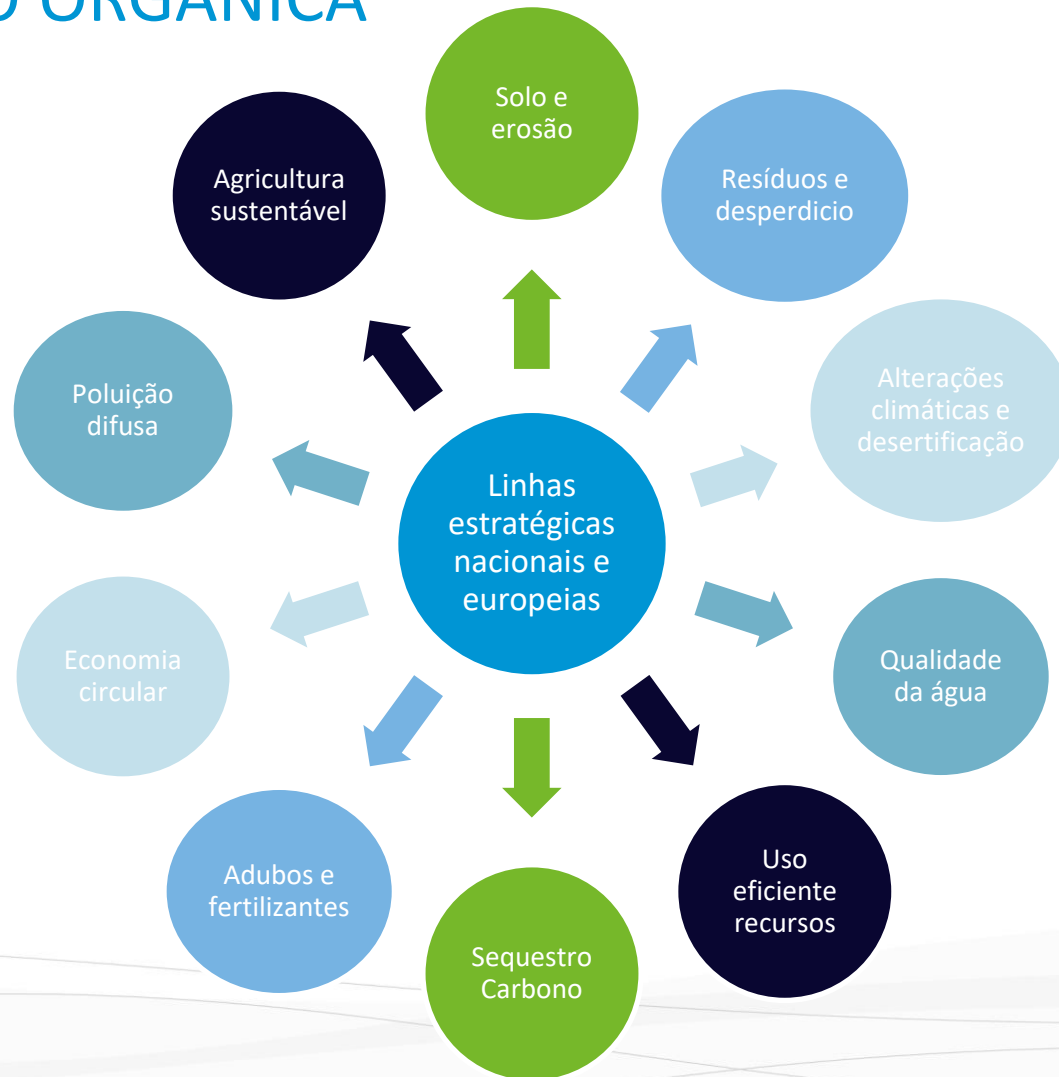 ORGÂNICA
Solo e
erosão
Resíduos e
desperdicio
Alterações
climáticas e
desertificação
Qualidade
da água
Uso
eficiente
recursos
Sequestro
Carbono
Adubos e
fertilizantes
Economia
circular
Poluição
difusa
Agricultura
sustentável
Linhas
estratégicas
nacionais e
europeias